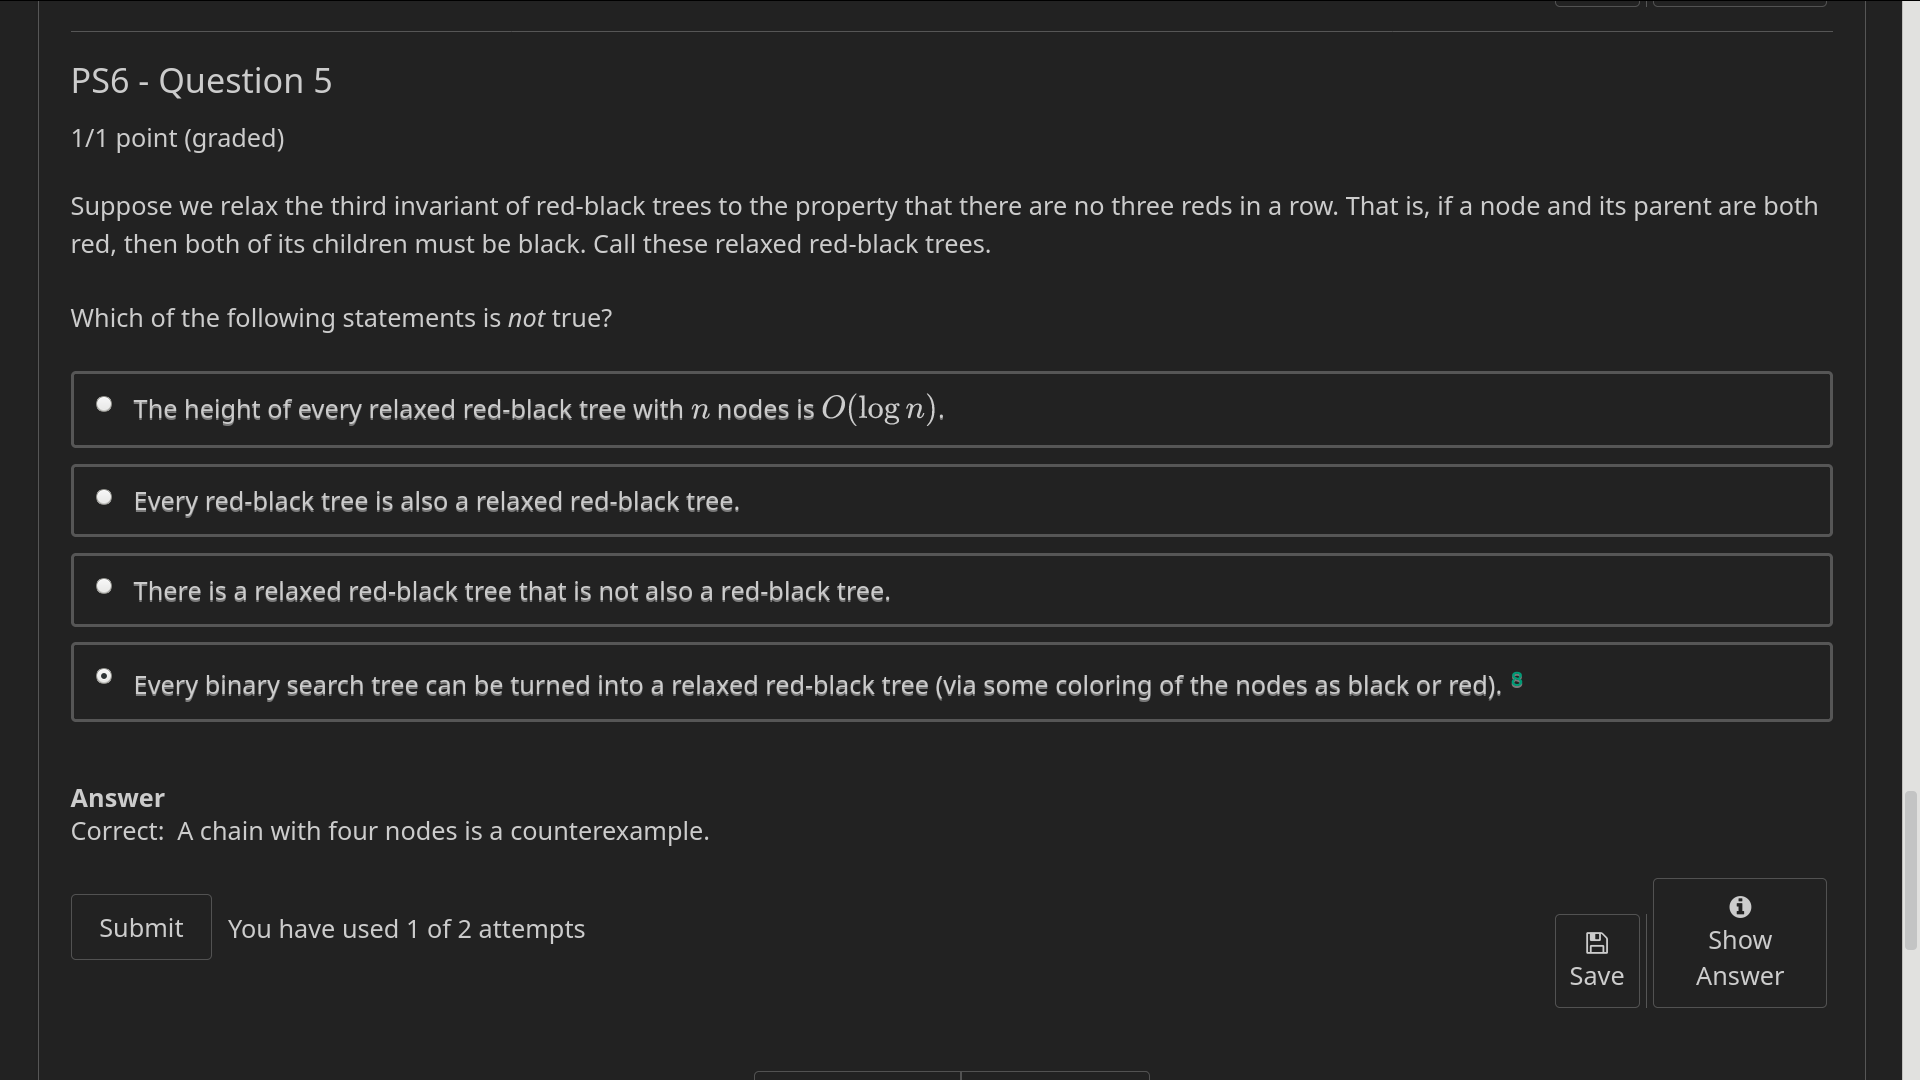 PS6 - Question 5
1/1 point (graded)
Suppose we relax the third invariant of red-black trees to the property that there are no three reds in a row. That is, if a node and its parent are both
red, then both of its children must be black. Call these relaxed red-black trees.
Which of the following statements is not true?
The height of every relaxed red-black tree with n nodes is O(log n).
Every red-black tree is also a relaxed red-black tree.
There is a relaxed red-black tree that is not also a red-black tree.
Every binary search tree can be turned into a relaxed red-black tree (via some coloring of the nodes as black or red). 8
Answer
Correct: A chain with four nodes is a counterexample.
Submit You have used 1 of 2 attempts
Save
Show
Answer